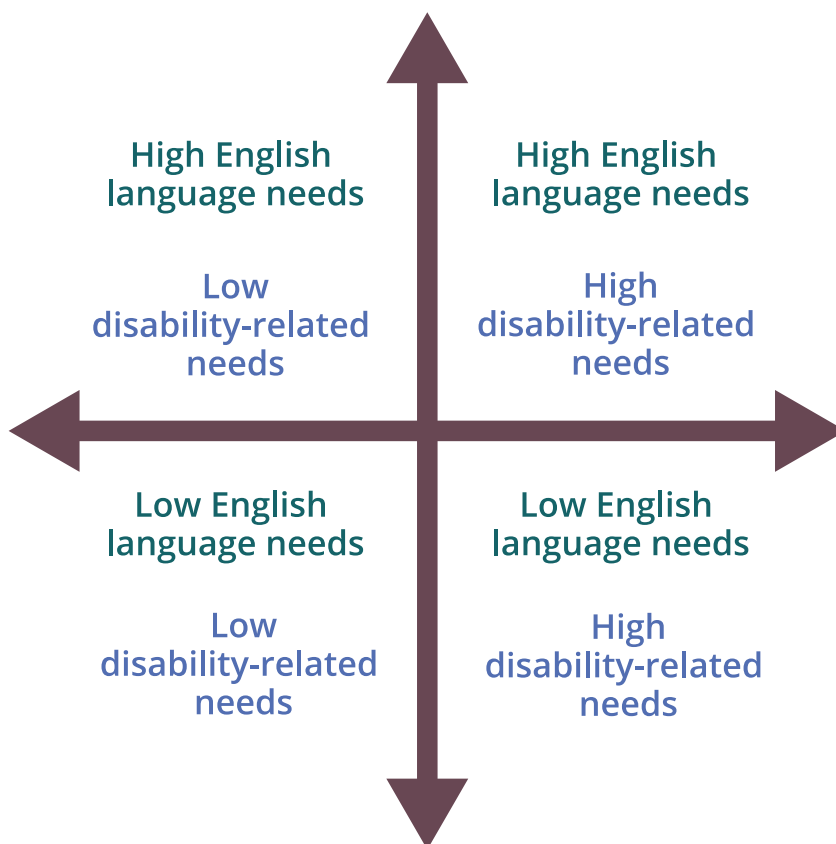 High English
language needs
Low
disability-related
needs
High English
language needs
High
disability-related
needs
Low English
language needs
Low
disability-related
needs
Low English
language needs
High
disability-related
needs